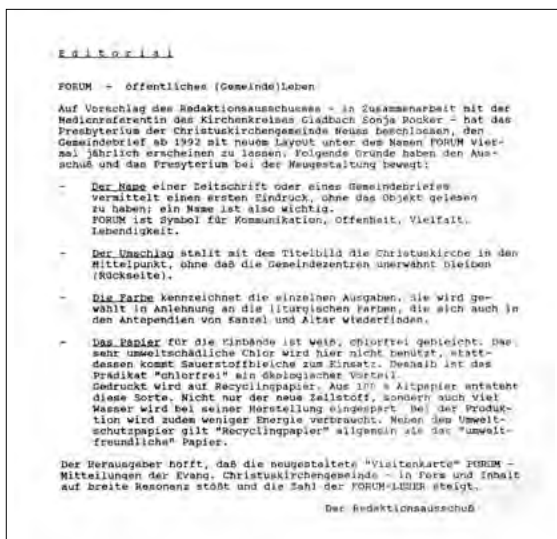 Editorial
FORUM - öffentliches (Gemeinde)Leben
Auf Vorschlag des Redaktionsausschusses - in Zusammenarbeit mit der
Medienreferentin des Kirchenkreises Gladbach Sonja Pocker - hat das
Presbyterium der Christuskirchengemeinde Neuss beschlossen, den
Gemeindebrief ab 1992 mit neuem Layout unter dem Namen FORUM vier-
mal jährlich erscheinen zu lassen. Folgende Gründe haben den Aus-
schuß und das Presyterium bei der Neugestaltung bewegt:
- Der Name einer Zeitschrift oder eines Gemeindebriefes
vermittelt einen ersten Eindruck, ohne das Objekt gelesen
zu haben; ein Name ist also wichtig.
FORUM ist Symbol für Kommunikation, Offenheit, Vielfalt,
Lebendigkeit.
- Der Umschlag stellt mit dem Titelbild die Christuskirche in den
Mittelpunkt, ohne daß die Gemeindezentren unerwähnt bleiben
(Rückseite).
- Die Farbe kennzeichnet die einzelnen Ausgaben. Sie wird ge-
wählt in Anlehnung an die liturgischen Farben, die sich auch in
den Antependien von Kanzel und Altar wiederfinden.
- Das Papier für die Einbände ist weiß, chlorfrei gebleicht. Das
sehr umweltschädliche Chlor wird hier nicht benützt, statt-
dessen kommt Sauerstoffbleiche zum Einsatz. Deshalb ist das
Prädikat "chlorfrei" ein ökologischer Vorteil.
Gedruckt wird auf Recyclingpapier. Aus 100 % Altpapier entsteht
diese Sorte. Nicht nur der neue Zellstoff, sondern auch viel
Wasser wird bei seiner Herstellung eingespart. Bei der Produk-
tion wird zudem weniger Energie verbraucht. Neben dem Umwelt-
schutzpapier gilt "Recyclingpapier" allgemein als das "umwelt-
freundliche" Papier.
Der Herausgeber hofft, daß die neugestaltete "Visitenkarte" FORUM -
Mitteilungen der Evang. Christuskirchengemeinde - in Form und Inhalt
auf breite Resonanz stößt und die Zahl der FORUM-LESER steigt.
Der Redaktionsausschuß